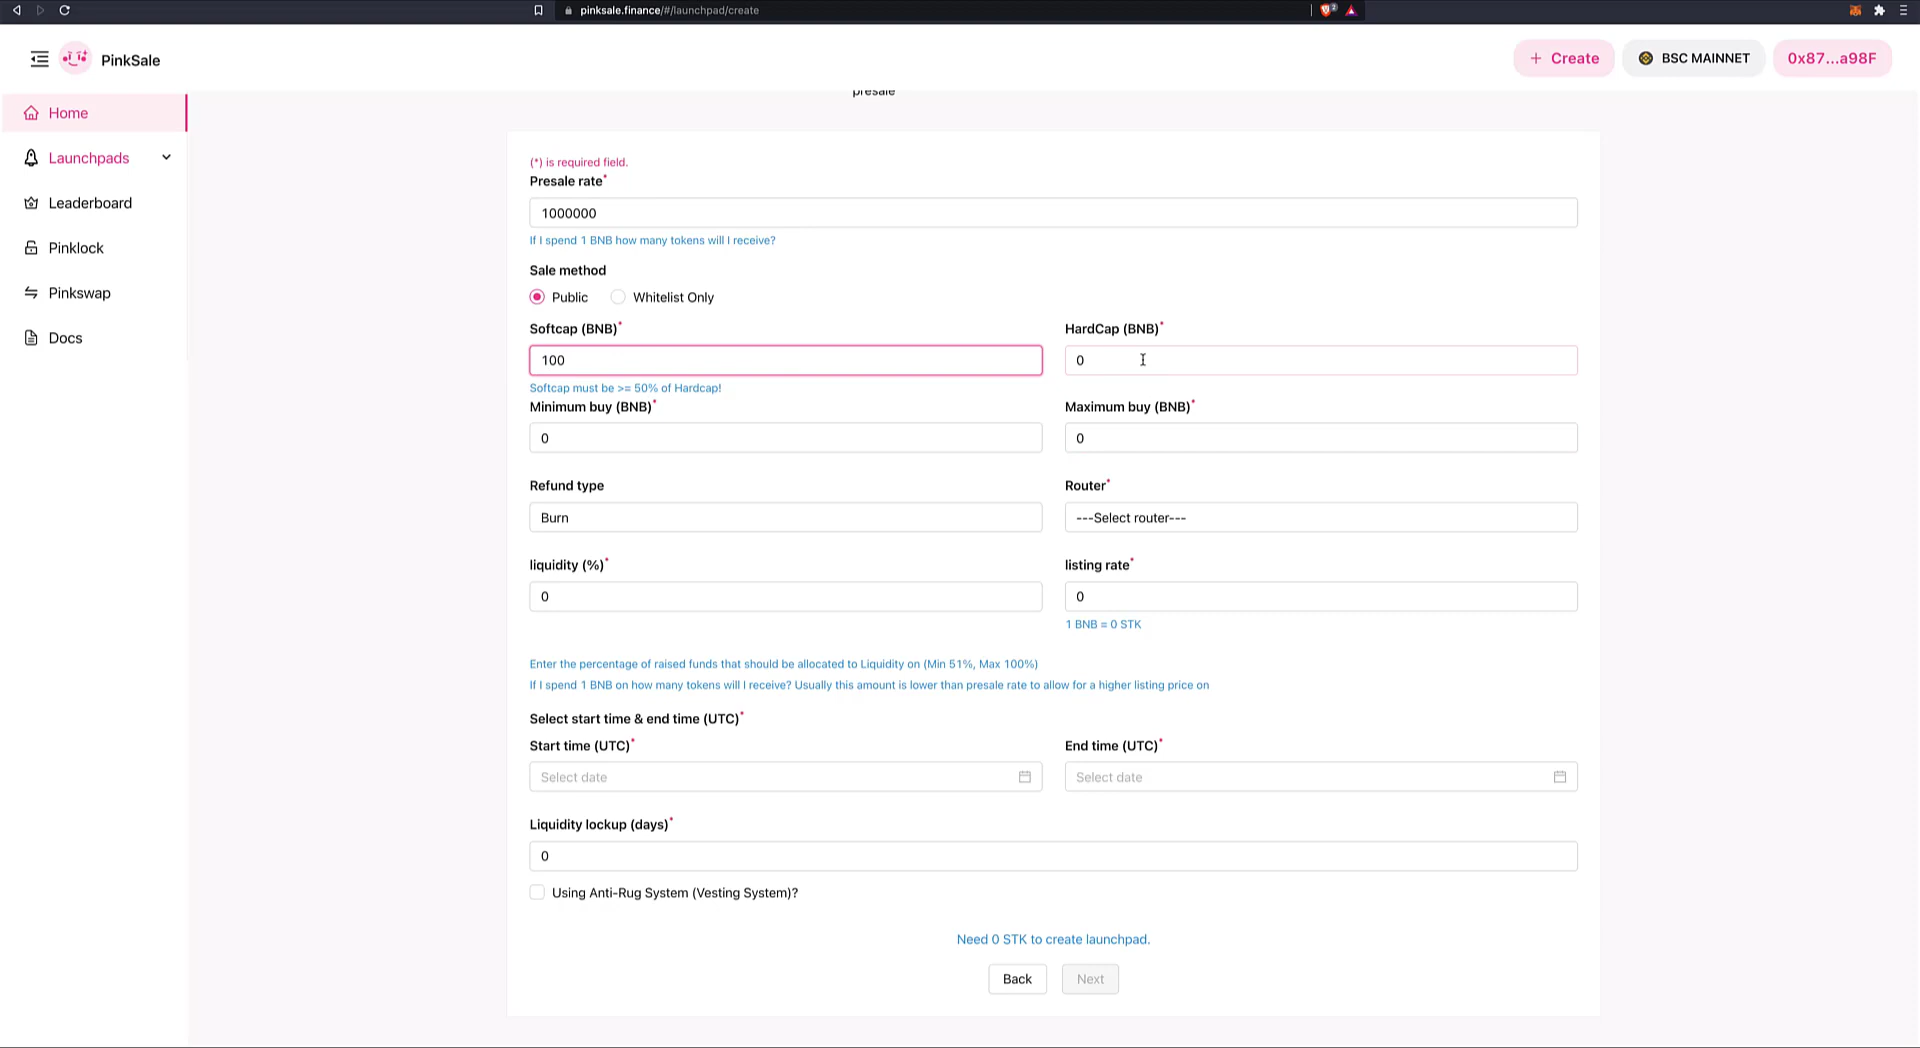 pinksale.finance/#/launchpad/create
2
PinkSale
+ Create
BSC MAINNET
0x87...a98F
Home
Launchpads
Leaderboard
Pinklock
Pinkswap
Docs
presale
(*) is required field.
Presale rate*
1000000
If I spend 1 BNB how many tokens will I receive?
Sale method
Public
Whitelist Only
Softcap (BNB)*
HardCap (BNB)*
100
0
Softcap must be >= 50% of Hardcap!
Minimum buy (BNB)*
Maximum buy (BNB)*
0
0
Refund type
Router*
Burn
---Select router---
liquidity (%)*
listing rate*
0
0
1 BNB = 0 STK
Enter the percentage of raised funds that should be allocated to Liquidity on (Min 51%, Max 100%)
If I spend 1 BNB on how many tokens will I receive? Usually this amount is lower than presale rate to allow for a higher listing price on
Select start time & end time (UTC)*
Start time (UTC)*
End time (UTC)*
Select date
Select date
Liquidity lockup (days)*
0
Using Anti-Rug System (Vesting System)?
Need 0 STK to create launchpad.
Back
Next